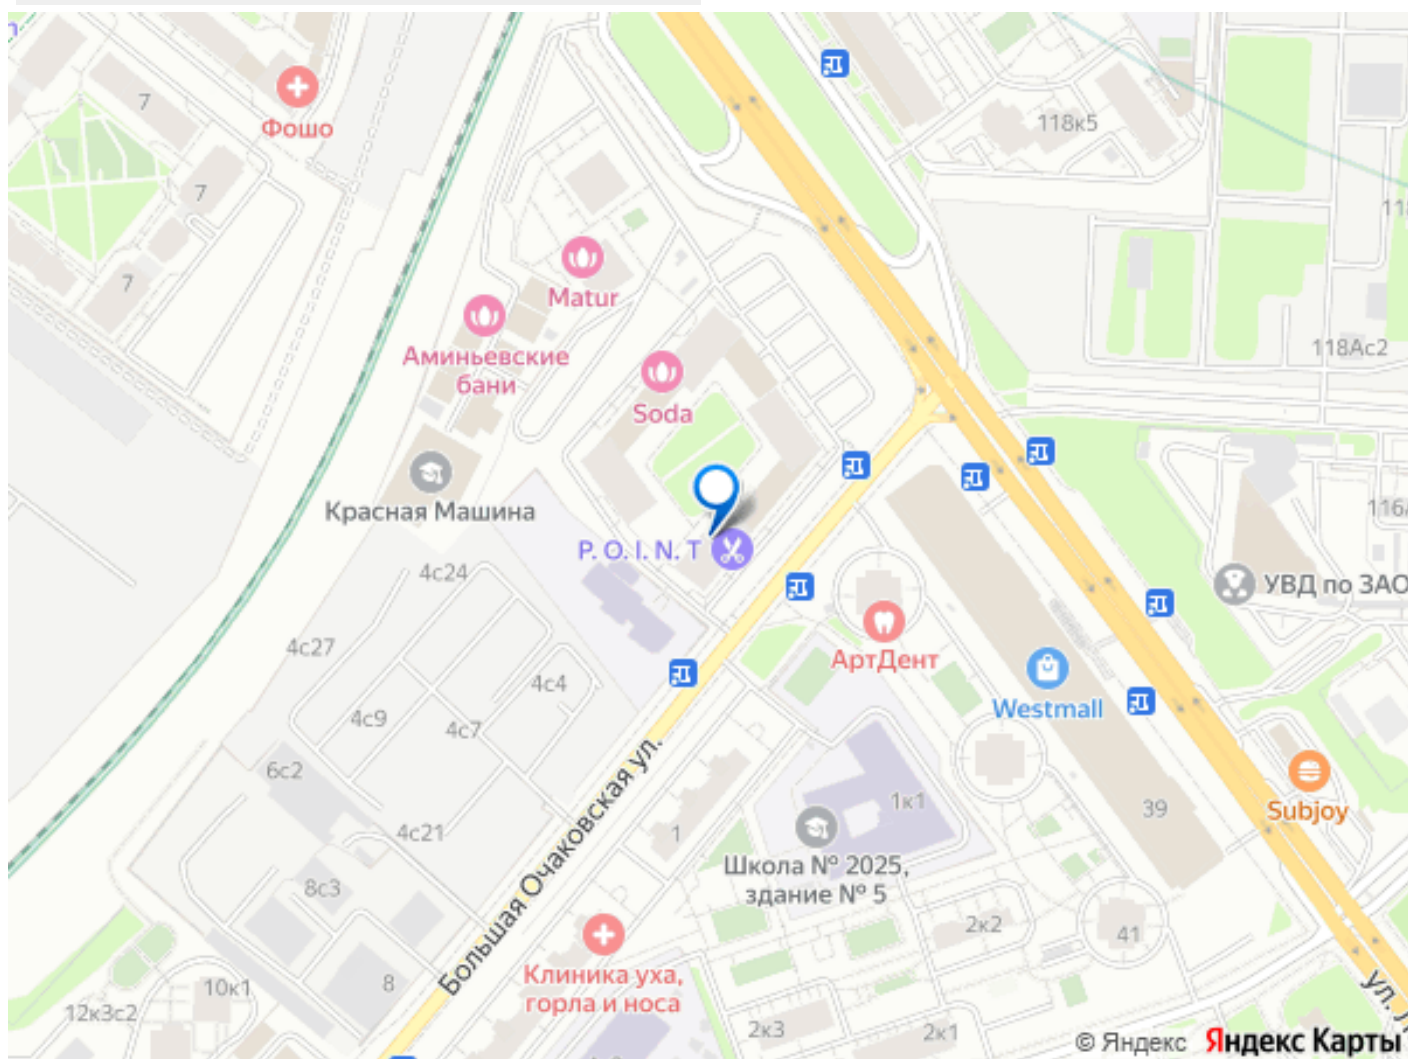 7
Фошо
118к5
7
7
Matur
118Ас2
Аминьевские
бани
Soda
Красная Машина
P. O. I. N. T
4с24
УВД по ЗАО
4с27
АртДент
4с4
Westmall
4с9
4с7
6с2
Большая Очаковская ул.
1к1
39
Subjoy
4с21
1
Школа № 2025,
здание № 5
8с3
2к2
41
Клиника уха,
горла и носа
8
10к1
12к3с2
2к3
2к1
© Яндекс Яндекс Карты